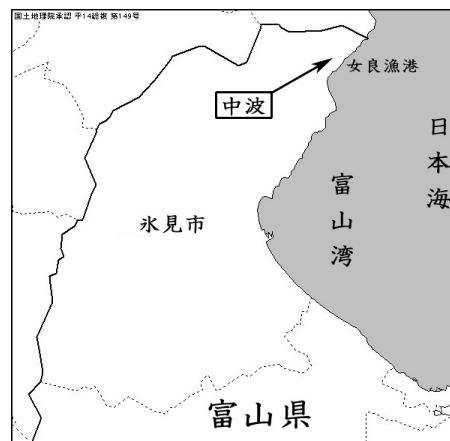 国土地理院承認 平14総複 第149号
女良漁港
中波
日本海
富山湾
氷見市
富山県